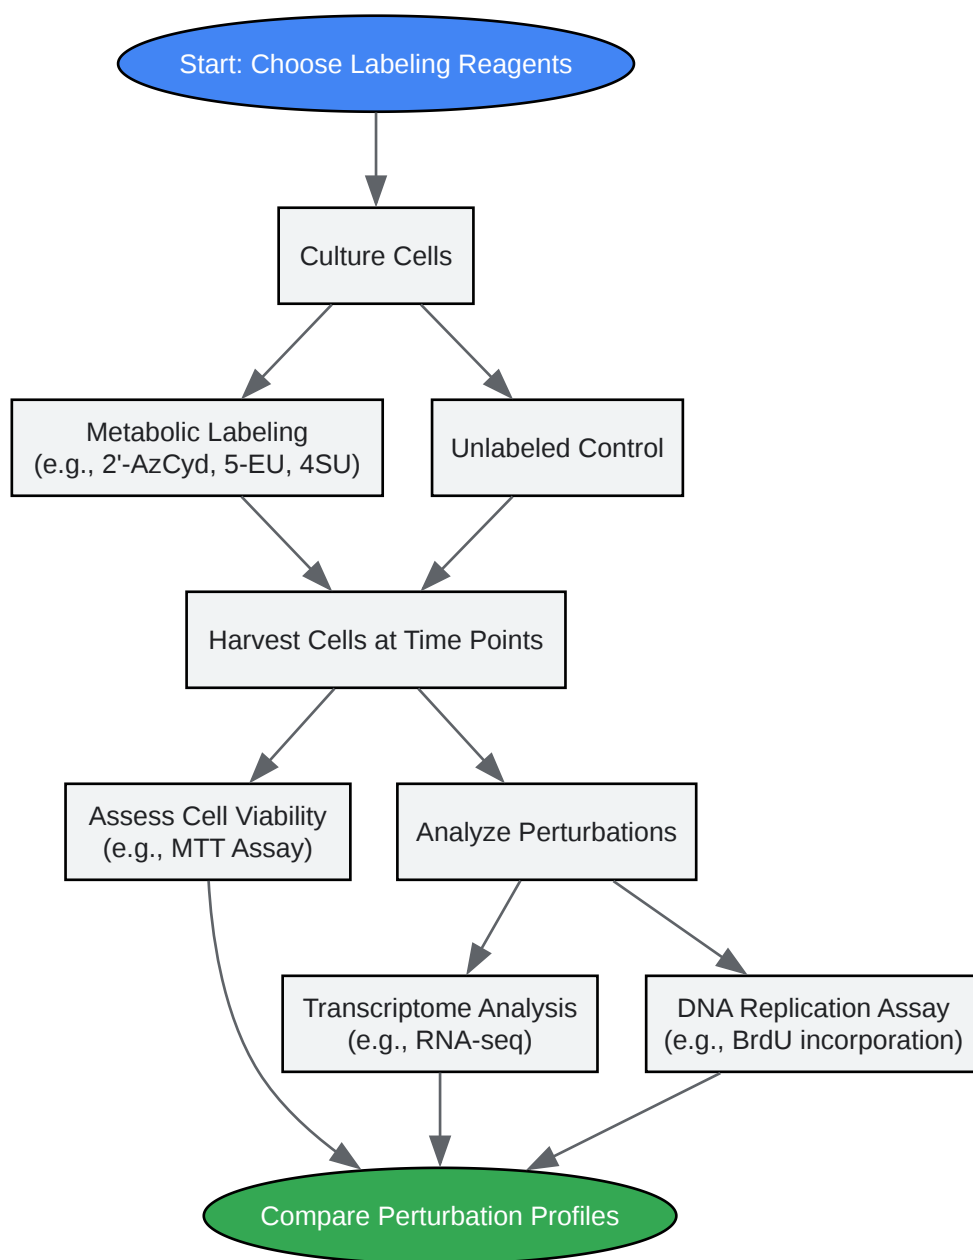 Start: Choose Labeling Reagents
Culture Cells
Metabolic Labeling
(e.g., 2'-AzCyd, 5-EU, 4SU)
Unlabeled Control
Harvest Cells at Time Points
Assess Cell Viability
(e.g., MTT Assay)
Analyze Perturbations
Transcriptome Analysis
(e.g., RNA-seq)
DNA Replication Assay
(e.g., BrdU incorporation)
Compare Perturbation Profiles